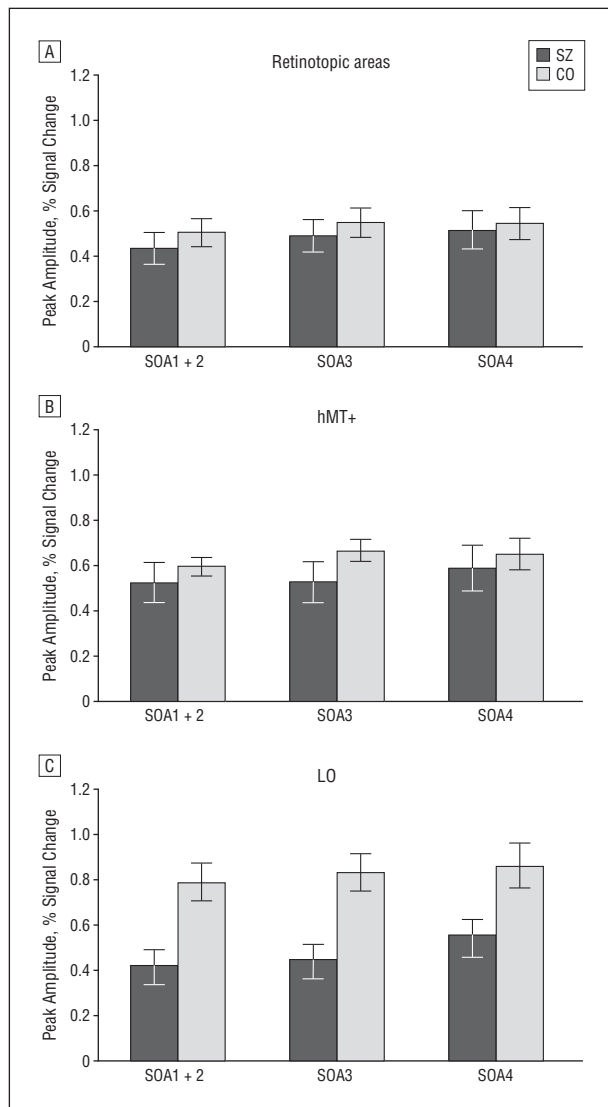 A
Retinotopic areas
SZ
CO
Peak Amplitude, % Signal Change
1.2
1.0
0.8
0.6
0.4
0.2
0
SOA1 + 2
SOA3
SOA4
B
hMT+
Peak Amplitude, % Signal Change
1.2
1.0
0.8
0.6
0.4
0.2
0
SOA1 + 2
SOA3
SOA4
C
LO
Peak Amplitude, % Signal Change
1.2
1.0
0.8
0.6
0.4
0.2
0
SOA1 + 2
SOA3
SOA4